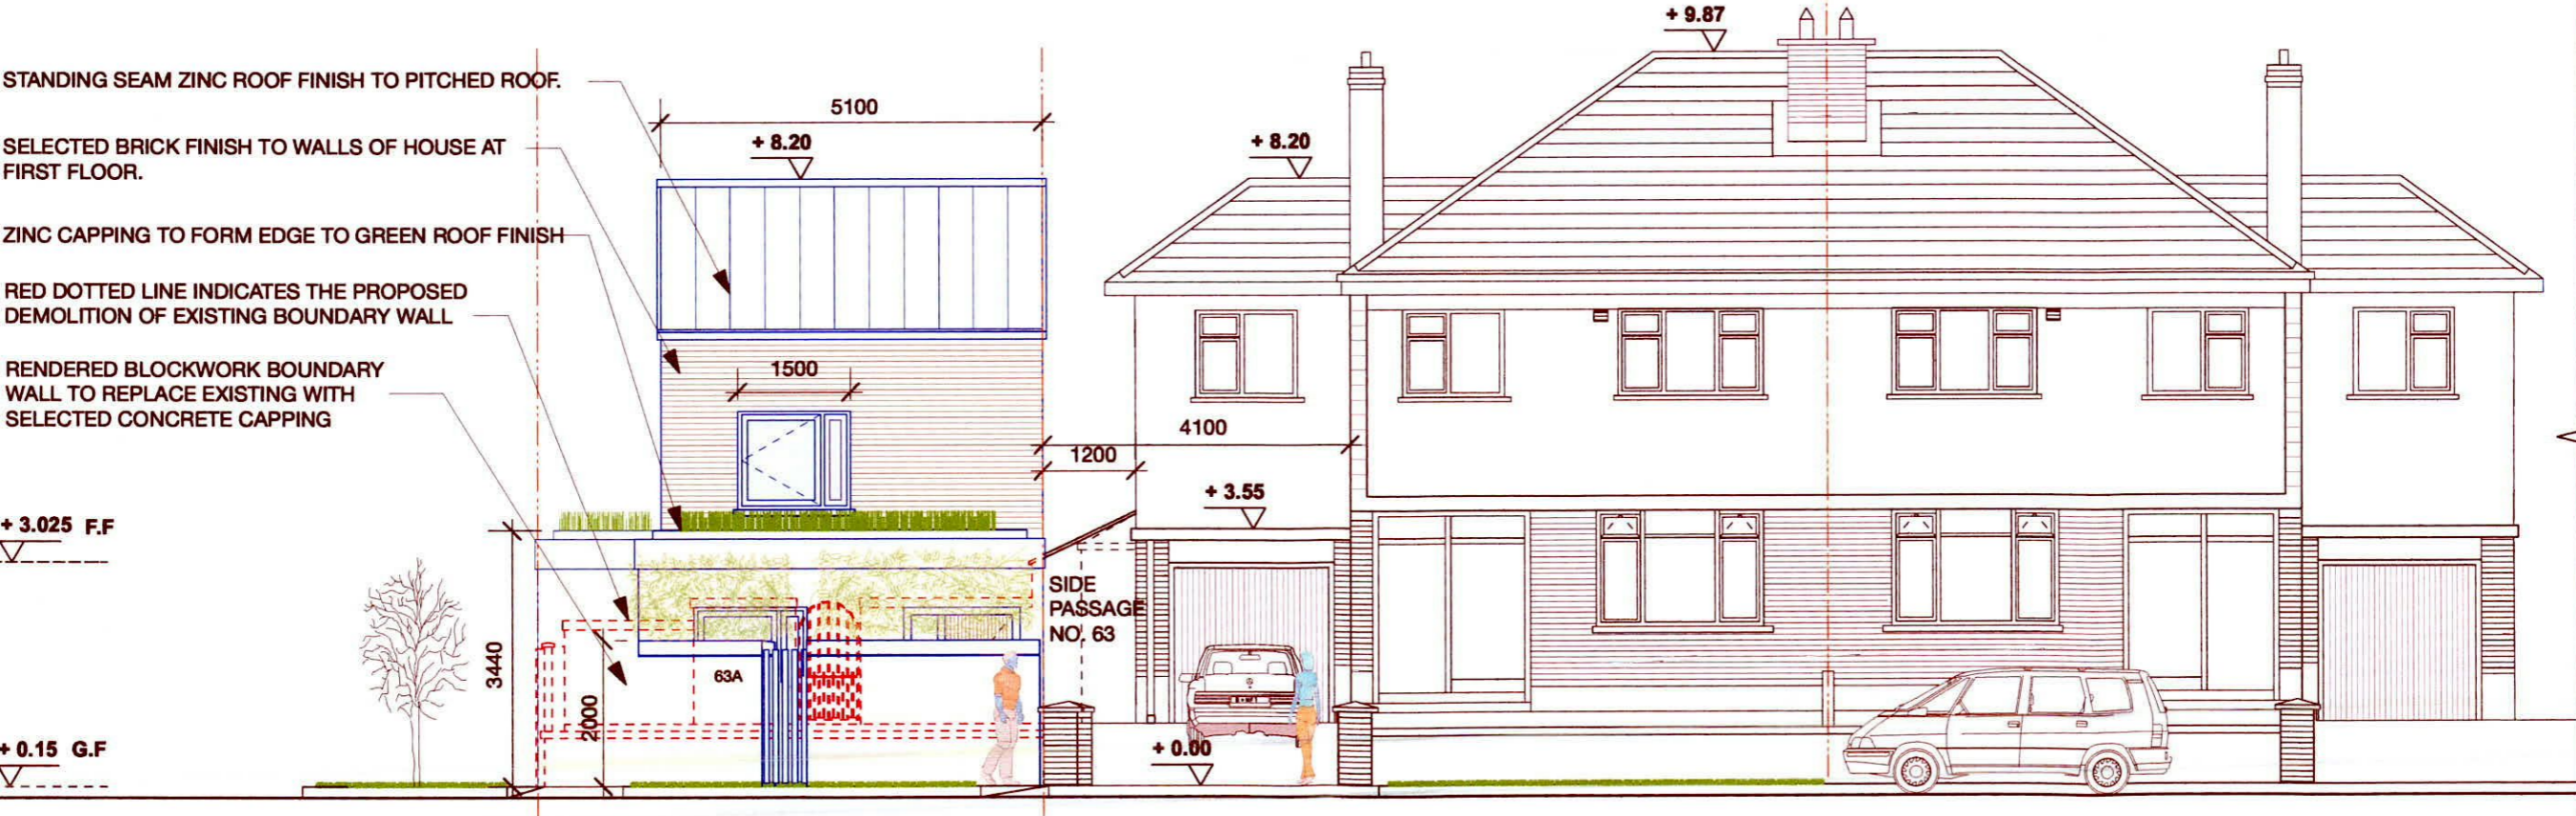 STANDING SEAM ZINC ROOF FINISH TO PITCHED ROOF.
SELECTED BRICK FINISH TO WALLS OF HOUSE AT
FIRST FLOOR.
ZINC CAPPING TO FORM EDGE TO GREEN ROOF FINISH
RED DOTTED LINE INDICATES THE PROPOSED
DEMOLITION OF EXISTING BOUNDARY WALL
RENDERED BLOCKWORK BOUNDARY
WALL TO REPLACE EXISTING WITH
SELECTED CONCRETE CAPPING
+ 3.025 F.F
+ 0.15 G.F
5100
+ 8.20
1500
3440
2000
63A
SIDE
PASSAGE
NO. 63
1200
4100
+ 3.55
+ 0.00
+ 8.20
+ 9.87